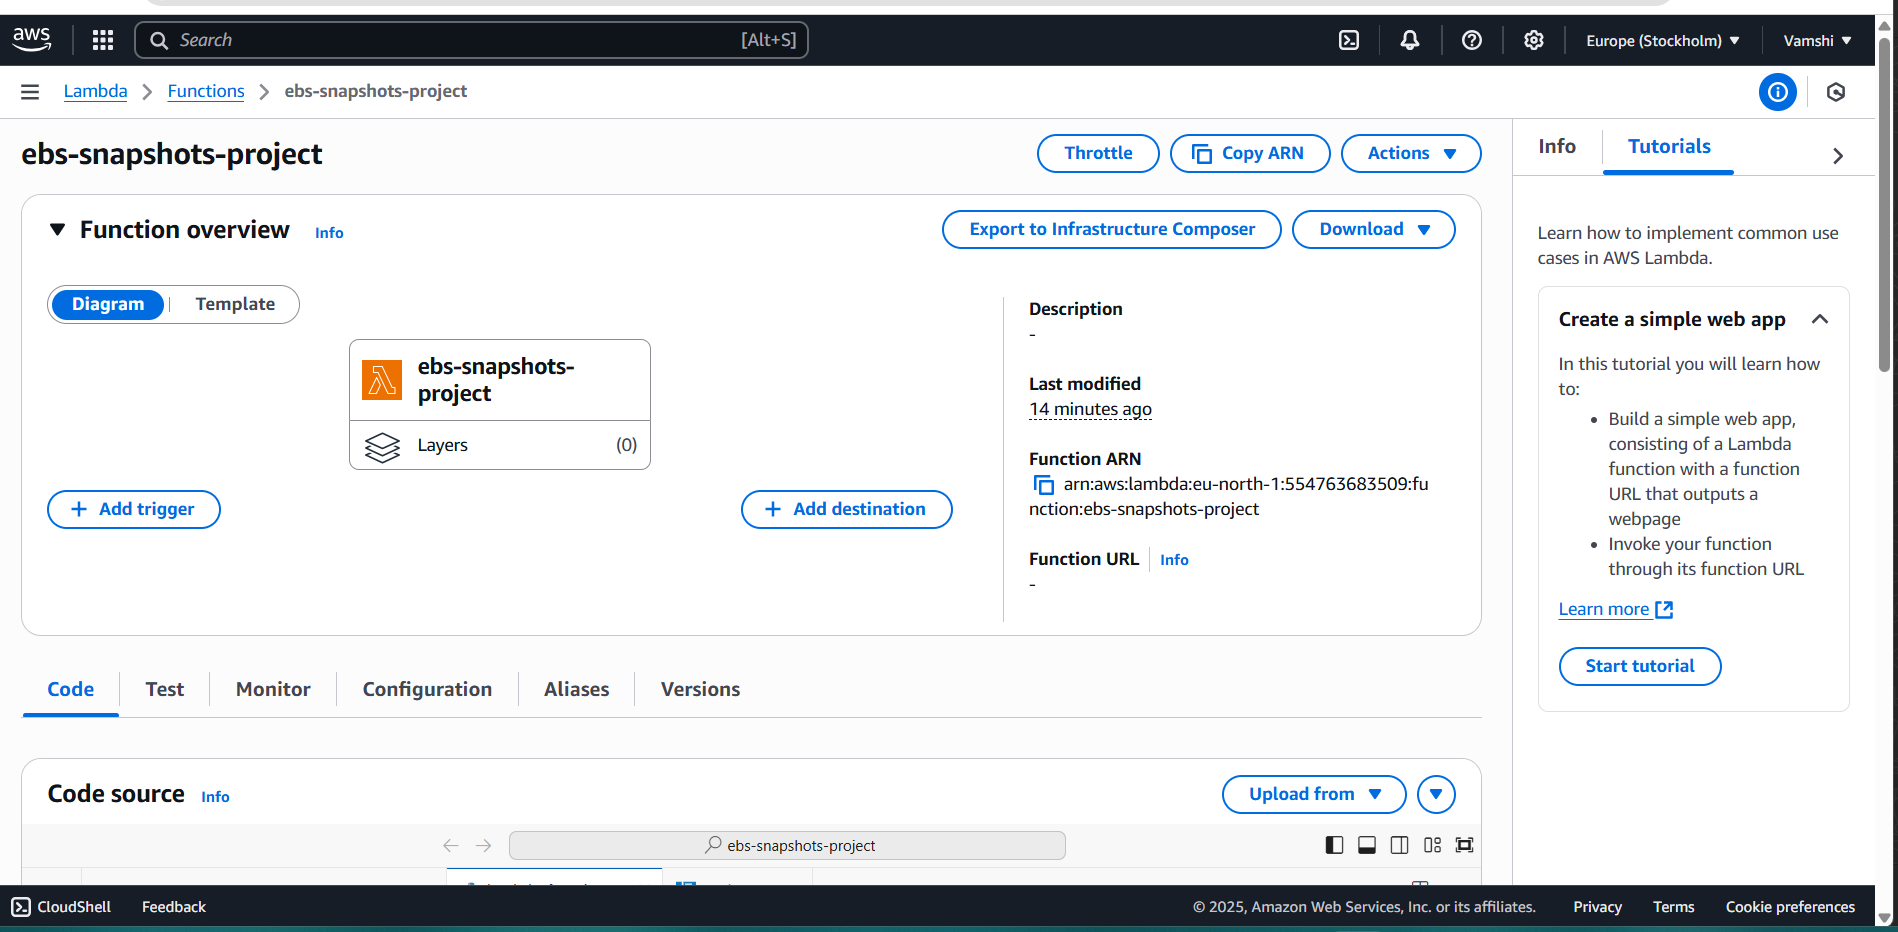 aws
Search [Alt+S]
Europe (Stockholm)
Vamshi
Lambda
Functions
ebs-snapshots-project
ebs-snapshots-project
Throttle
Copy ARN
Actions
Function overview
Info
Export to Infrastructure Composer
Download
Diagram
Template
ebs-snapshots-
project
Layers (0)
Add trigger
Add destination
Description
-
Last modified
14 minutes ago
Function ARN
arn:aws:lambda:eu-north-1:554763683509:fu
nction:ebs-snapshots-project
Function URL Info
-
Code
Test
Monitor
Configuration
Aliases
Versions
Code source
Info
Upload from
ebs-snapshots-project
Info
Tutorials
Learn how to implement common use
cases in AWS Lambda.
Create a simple web app
In this tutorial you will learn how
to:
• Build a simple web app,
consisting of a Lambda
function with a function
URL that outputs a
webpage
• Invoke your function
through its function URL
Learn more
Start tutorial
CloudShell
Feedback
© 2025, Amazon Web Services, Inc. or its affiliates.
Privacy
Terms
Cookie preferences